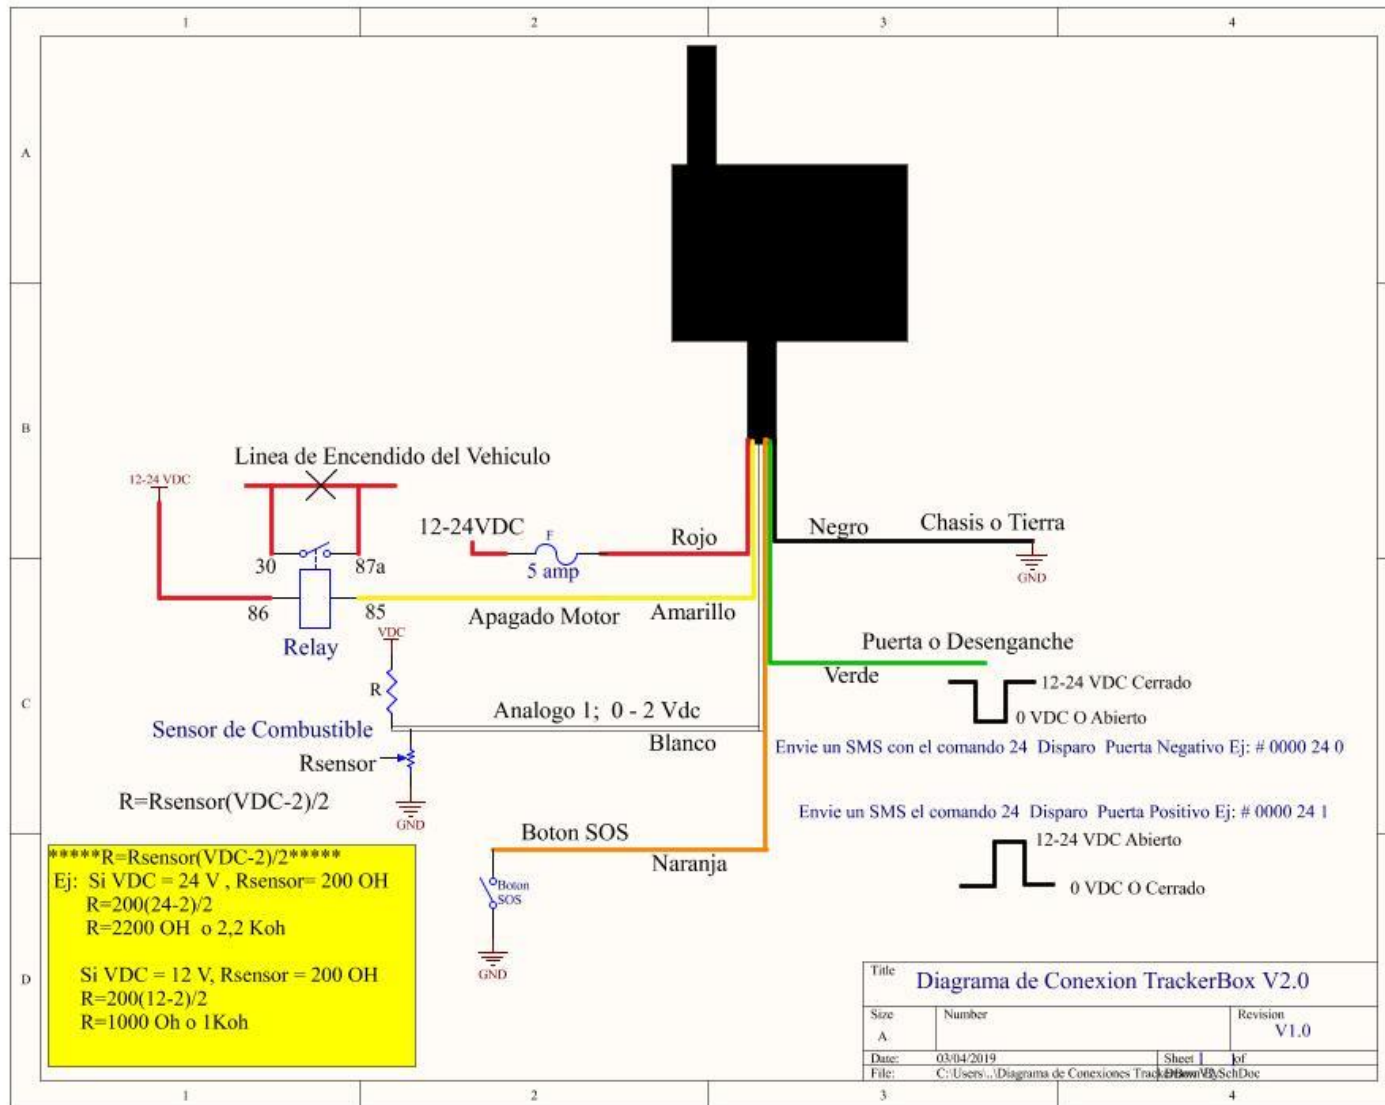 1 2 3 4
A
B
C
D
Linea de Encendido del Vehiculo
12-24 VDC
30
87a
86
85
Relay
12-24VDC
F
5 amp
Rojo
Negro
Chasis o Tierra
GND
Apagado Motor
Amarillo
VDC
R
Sensor de Combustible
Rsensor
GND
R=Rsensor(VDC-2)/2
Analogo 1; 0 - 2 Vdc
Blanco
Puerta o Desenganche
Verde
12-24 VDC Cerrado
0 VDC O Abierto
Envie un SMS con el comando 24 Disparo Puerta Negativo Ej: # 0000 24 0
Envie un SMS el comando 24 Disparo Puerta Positivo Ej: # 0000 24 1
12-24 VDC Abierto
0 VDC O Cerrado
Boton SOS
Naranja
Boton
SOS
GND
*****R=Rsensor(VDC-2)/2*****
Ej: Si VDC = 24 V , Rsensor= 200 OH
R=200(24-2)/2
R=2200 OH o 2,2 Koh
Si VDC = 12 V, Rsensor = 200 OH
R=200(12-2)/2
R=1000 Oh o 1Koh
Title
Diagrama de Conexion TrackerBox V2.0
Size
A
Number
Revision
V1.0
Date: 03/04/2019 Sheet of
File: C:\Users\..\Diagrama de Conexiones
1 2 3 4